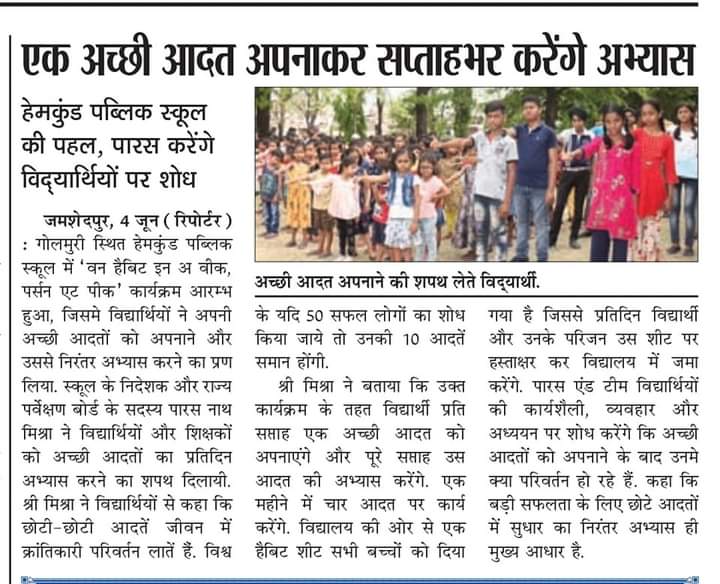 एक अच्छी आदत अपनाकर सप्ताहभर करेंगे अभ्यास
हेमकुंड पब्लिक स्कूल
की पहल, पारस करेंगे
विद्यार्थियों पर शोध
जमशेदपुर, 4 जून ( रिपोर्टर )
: गोलमुरी स्थित हेमकुंड पब्लिक
स्कूल में 'वन हैबिट इन अ वीक,
पर्सन एट पीक' कार्यक्रम आरम्भ
हुआ, जिसमे विद्यार्थियों ने अपनी
अच्छी आदतों को अपनाने और
उससे निरंतर अभ्यास करने का प्रण
लिया. स्कूल के निदेशक और राज्य
पर्वेक्षण बोर्ड के सदस्य पारस नाथ
मिश्रा ने विद्यार्थियों और शिक्षकों
को अच्छी आदतों का प्रतिदिन
अभ्यास करने का शपथ दिलायी.
श्री मिश्रा ने विद्यार्थियों से कहा कि
छोटी-छोटी आदतें जीवन में
क्रांतिकारी परिवर्तन लातें हैं. विश्व
अच्छी आदत अपनाने की शपथ लेते विद्यार्थी.
के यदि 50 सफल लोगों का शोध
किया जाये तो उनकी 10 आदतें
समान होंगी.
श्री मिश्रा ने बताया कि उक्त
कार्यक्रम के तहत विद्यार्थी प्रति
सप्ताह एक अच्छी आदत को
अपनाएंगे और पूरे सप्ताह उस
आदत की अभ्यास करेंगे. एक
महीने में चार आदत पर कार्य
करेंगे. विद्यालय की ओर से एक
हैबिट शीट सभी बच्चों को दिया
गया है जिससे प्रतिदिन विद्यार्थी
और उनके परिजन उस शीट पर
हस्ताक्षर कर विद्यालय में जमा
करेंगे. पारस एंड टीम विद्यार्थियों
की कार्यशैली, व्यवहार और
अध्ययन पर शोध करेंगे कि अच्छी
आदतों को अपनाने के बाद उनमे
क्या परिवर्तन हो रहे हैं. कहा कि
बड़ी सफलता के लिए छोटे आदतों
में सुधार का निरंतर अभ्यास ही
मुख्य आधार है.